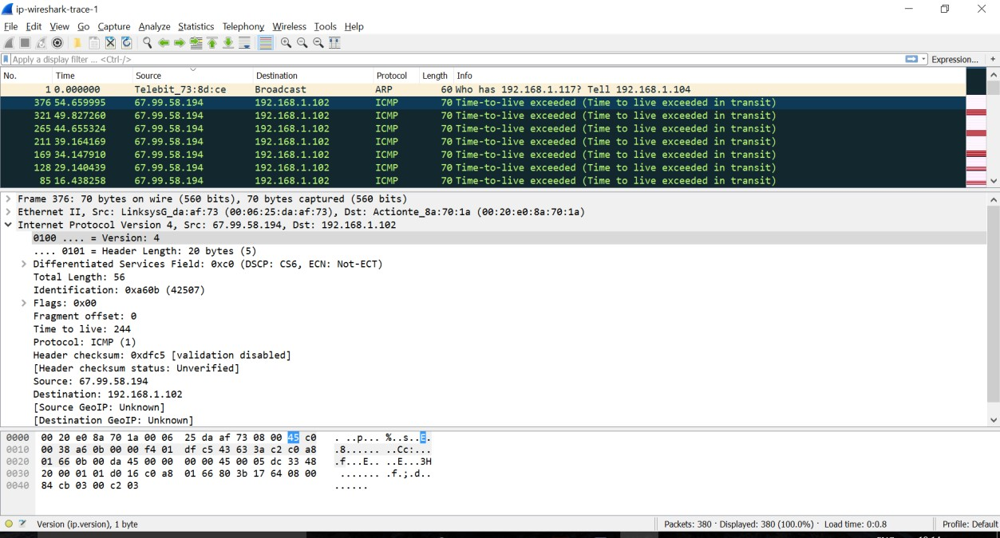 ip-wireshark-trace-1
File Edit View Go Capture Analyze Statistics Telephony Wireless Tools Help
Apply a display filter ... <Ctrl-/> Expression... +
No. Time Source Destination Protocol Length Info
1 0.000000 Telebit_73:8d:ce Broadcast ARP 60 Who has 192.168.1.117? Tell 192.168.1.104
376 54.659995 67.99.58.194 192.168.1.102 ICMP 70 Time-to-live exceeded (Time to live exceeded in transit)
321 49.827260 67.99.58.194 192.168.1.102 ICMP 70 Time-to-live exceeded (Time to live exceeded in transit)
265 44.655324 67.99.58.194 192.168.1.102 ICMP 70 Time-to-live exceeded (Time to live exceeded in transit)
211 39.164169 67.99.58.194 192.168.1.102 ICMP 70 Time-to-live exceeded (Time to live exceeded in transit)
169 34.147910 67.99.58.194 192.168.1.102 ICMP 70 Time-to-live exceeded (Time to live exceeded in transit)
128 29.140439 67.99.58.194 192.168.1.102 ICMP 70 Time-to-live exceeded (Time to live exceeded in transit)
85 16.438258 67.99.58.194 192.168.1.102 ICMP 70 Time-to-live exceeded (Time to live exceeded in transit)
Frame 376: 70 bytes on wire (560 bits), 70 bytes captured (560 bits)
Ethernet II, Src: LinksysG_da:af:73 (00:06:25:da:af:73), Dst: Actionte_8a:70:1a (00:20:e0:8a:70:1a)
Internet Protocol Version 4, Src: 67.99.58.194, Dst: 192.168.1.102
0100 .... = Version: 4
.... 0101 = Header Length: 20 bytes (5)
Differentiated Services Field: 0xc0 (DSCP: CS6, ECN: Not-ECT)
Total Length: 56
Identification: 0xa60b (42507)
Flags: 0x00
Fragment offset: 0
Time to live: 244
Protocol: ICMP (1)
Header checksum: 0xdfc5 [validation disabled]
[Header checksum status: Unverified]
Source: 67.99.58.194
Destination: 192.168.1.102
[Source GeoIP: Unknown]
[Destination GeoIP: Unknown]
0000 00 20 e0 8a 70 1a 00 06 25 da af 73 08 00 45 c0 . ..p... %..s..E.
0010 00 38 a6 0b 00 00 f4 01 df c5 43 63 3a c2 c0 a8 .8...... ..Cc:...
0020 01 66 0b 00 da 45 00 00 00 00 45 00 05 dc 33 48 .f...E.. ..E...3H
0030 20 00 01 01 d0 16 c0 a8 01 66 80 3b 17 64 08 00 ....... .f.;.d..
0040 84 cb 03 00 c2 03 ......
Version (ip.version), 1 byte Packets: 380 · Displayed: 380 (100.0%) · Load time: 0:0.8 Profile: Default